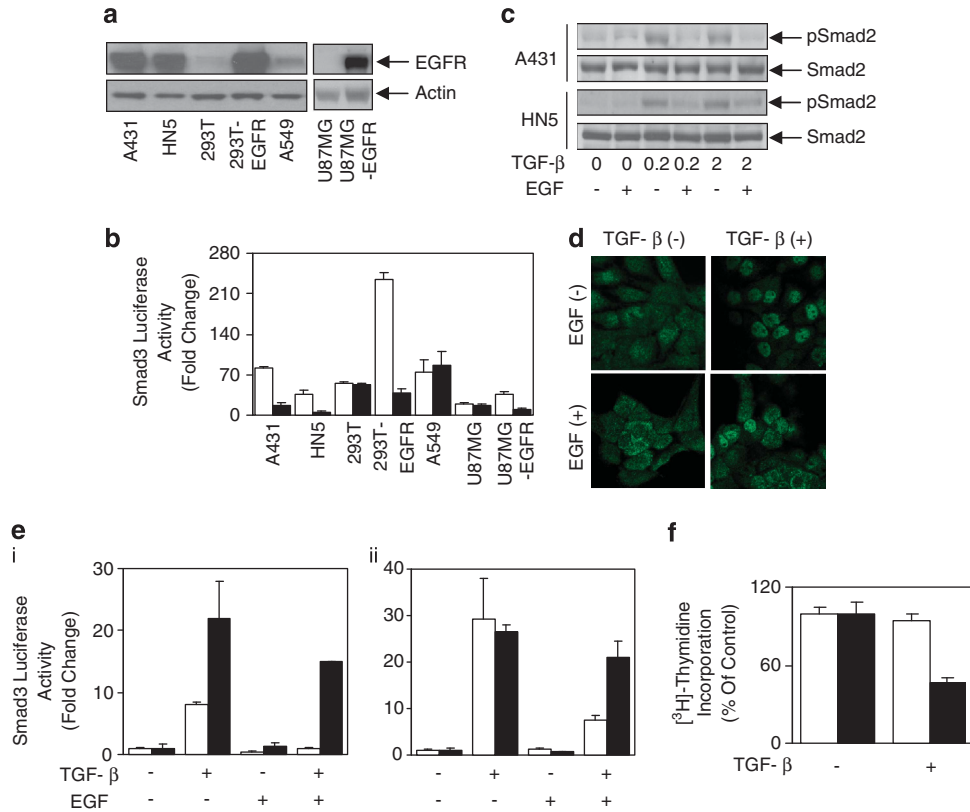 a
EGFR
Actin
A431
HN5
293T
293T-
EGFR
A549
U87MG
U87MG
-EGFR
b
280
210
140
70
0
Smad3 Luciferase
Activity
(Fold Change)
A431
HN5
293T
293T-
EGFR
A549
U87MG
U87MG
-EGFR
c
A431
pSmad2
Smad2
HN5
pSmad2
Smad2
TGF-β 0 0 0.2 0.2 2 2
EGF - + - + - +
d
TGF- β (-) TGF- β (+)
EGF (-)
EGF (+)
e
i
30
20
10
0
Smad3 Luciferase
Activity
(Fold Change)
ii
40
30
20
10
0
TGF- β - + - + - + - +
EGF - - + + - - + +
f
120
60
0
[³H]-Thymidine
Incorporation
(% Of Control)
TGF- β - +